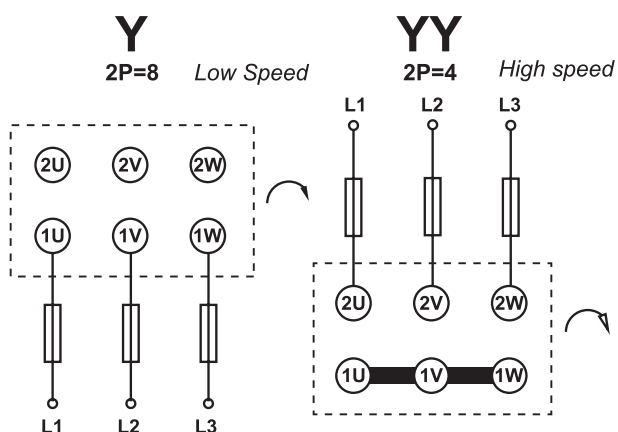 Y
2P=8 Low Speed
2U 2V 2W
1U 1V 1W
L1 L2 L3
YY
2P=4 High speed
L1 L2 L3
2U 2V 2W
1U 1V 1W